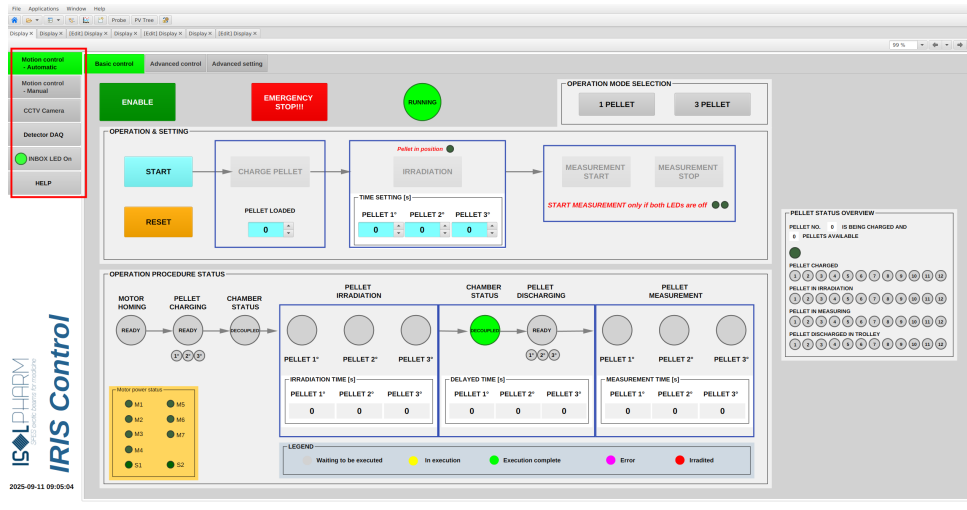 File Applications Window Help
Probe PV Tree
Display × Display × [Edit] Display × Display × [Edit] Display × Display × [Edit] Display ×
99 %
Motion control
- Automatic
Motion control
- Manual
CCTV Camera
Detector DAQ
INBOX LED On
HELP
Basic control Advanced control Advanced setting
ENABLE
EMERGENCY
STOP!!!
RUNNING
OPERATION MODE SELECTION
1 PELLET 3 PELLET
OPERATION & SETTING
START
RESET
CHARGE PELLET
PELLET LOADED
0
Pellet in position
IRRADIATION
TIME SETTING [s]
PELLET 1° PELLET 2° PELLET 3°
0 0 0
MEASUREMENT
START
MEASUREMENT
STOP
START MEASUREMENT only if both LEDs are off
OPERATION PROCEDURE STATUS
MOTOR
HOMING
PELLET
CHARGING
CHAMBER
STATUS
PELLET
IRRADIATION
CHAMBER
STATUS
PELLET
DISCHARGING
PELLET
MEASUREMENT
READY READY DECOUPLED DECOUPLED READY
1° 2° 3° 1° 2° 3°
PELLET 1° PELLET 2° PELLET 3° PELLET 1° PELLET 2° PELLET 3°
IRRADIATION TIME [s]
PELLET 1° PELLET 2° PELLET 3°
0 0 0
DELAYED TIME [s]
PELLET 1° PELLET 2° PELLET 3°
0 0 0
MEASUREMENT TIME [s]
PELLET 1° PELLET 2° PELLET 3°
0 0 0
Motor power status
M1 M5
M2 M6
M3 M7
M4
S1 S2
LEGEND
Waiting to be executed In execution Execution complete Error Irradited
PELLET STATUS OVERVIEW
PELLET NO. 0 IS BEING CHARGED AND
0 PELLETS AVAILABLE
PELLET CHARGED
1 2 3 4 5 6 7 8 9 10 11 12
PELLET IN IRRADIATION
1 2 3 4 5 6 7 8 9 10 11 12
PELLET IN MEASURING
1 2 3 4 5 6 7 8 9 10 11 12
PELLET DISCHARGED IN TROLLEY
1 2 3 4 5 6 7 8 9 10 11 12
ISOLPHARM
SPES exotic beams for medicine
IRIS Control
2025-09-11 09:05:04